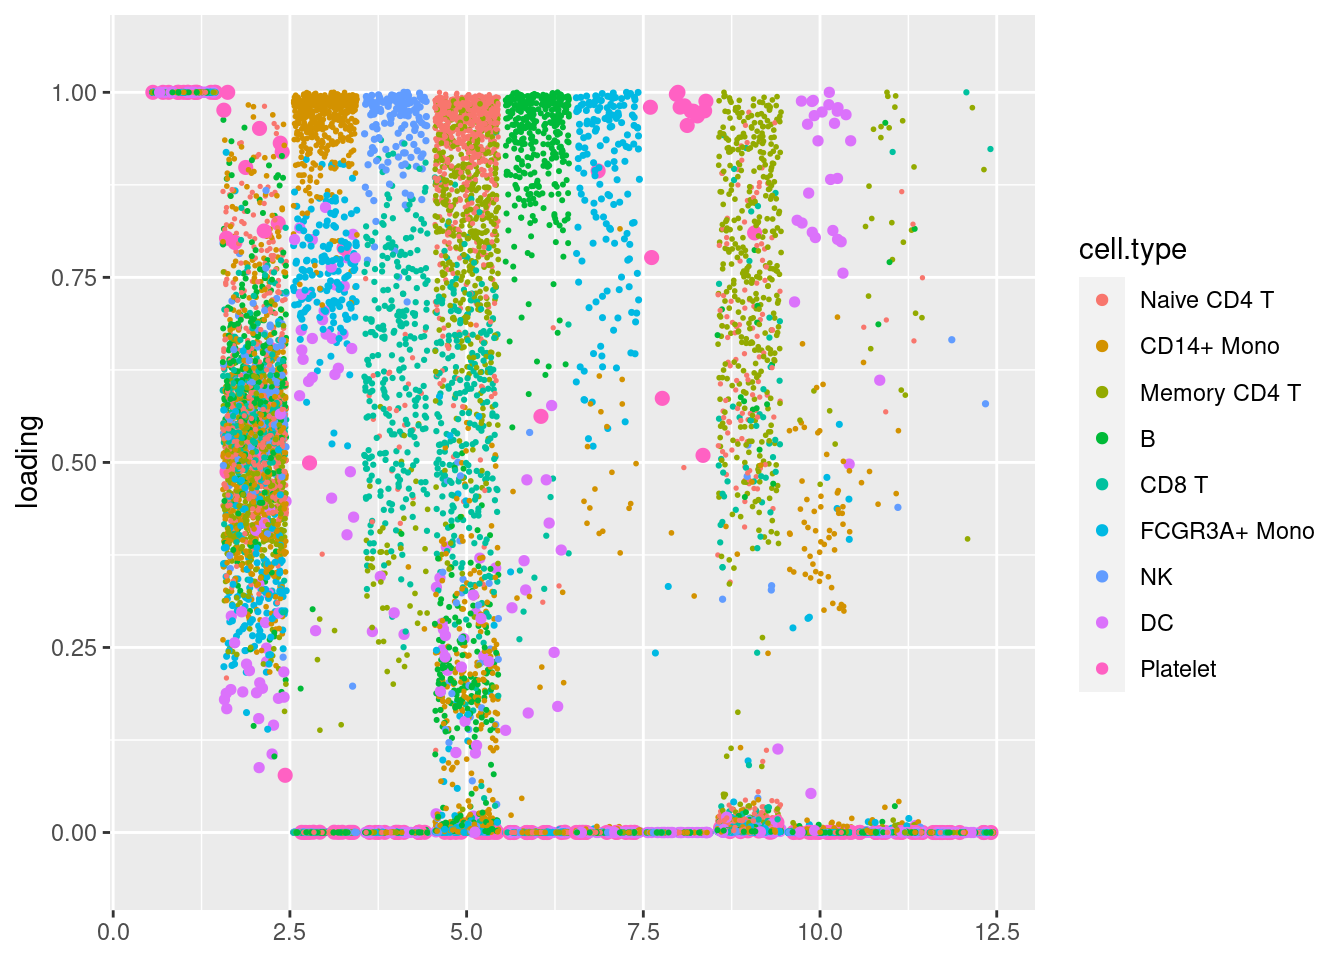 1.00
0.75
0.50
0.25
0.00
loading
0.0
2.5
5.0
7.5
10.0
12.5
cell.type
Naive CD4 T
CD14+ Mono
Memory CD4 T
B
CD8 T
FCGR3A+ Mono
NK
DC
Platelet